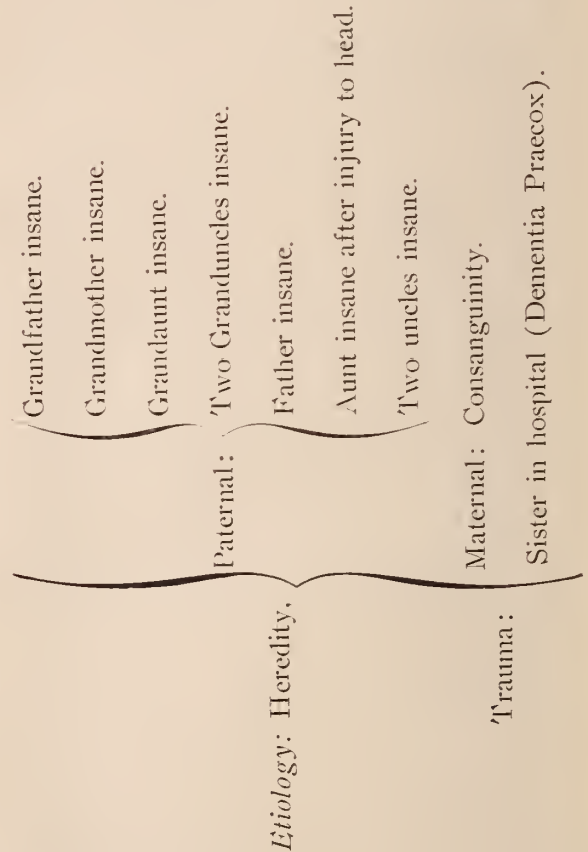 Grandfather insane.
Grandmother insane.
Grandaunt insane.
Paternal: Two Granduncles insane.
Father insane.
Aunt insane after injury to head.
Two uncles insane.
Etiology: Heredity,
Maternal: Consanguinity.
Sister in hospital (Dementia Praecox).
Trauma: